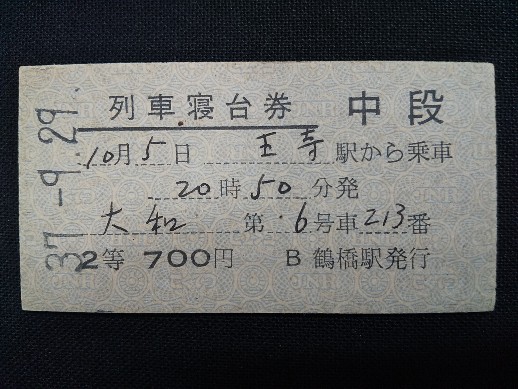 列車寝台券 中段
10月5日 王寺駅から乗車
20時50分発
大和 第6号車213番
2等 700円 B 鶴橋駅発行
37-9.29